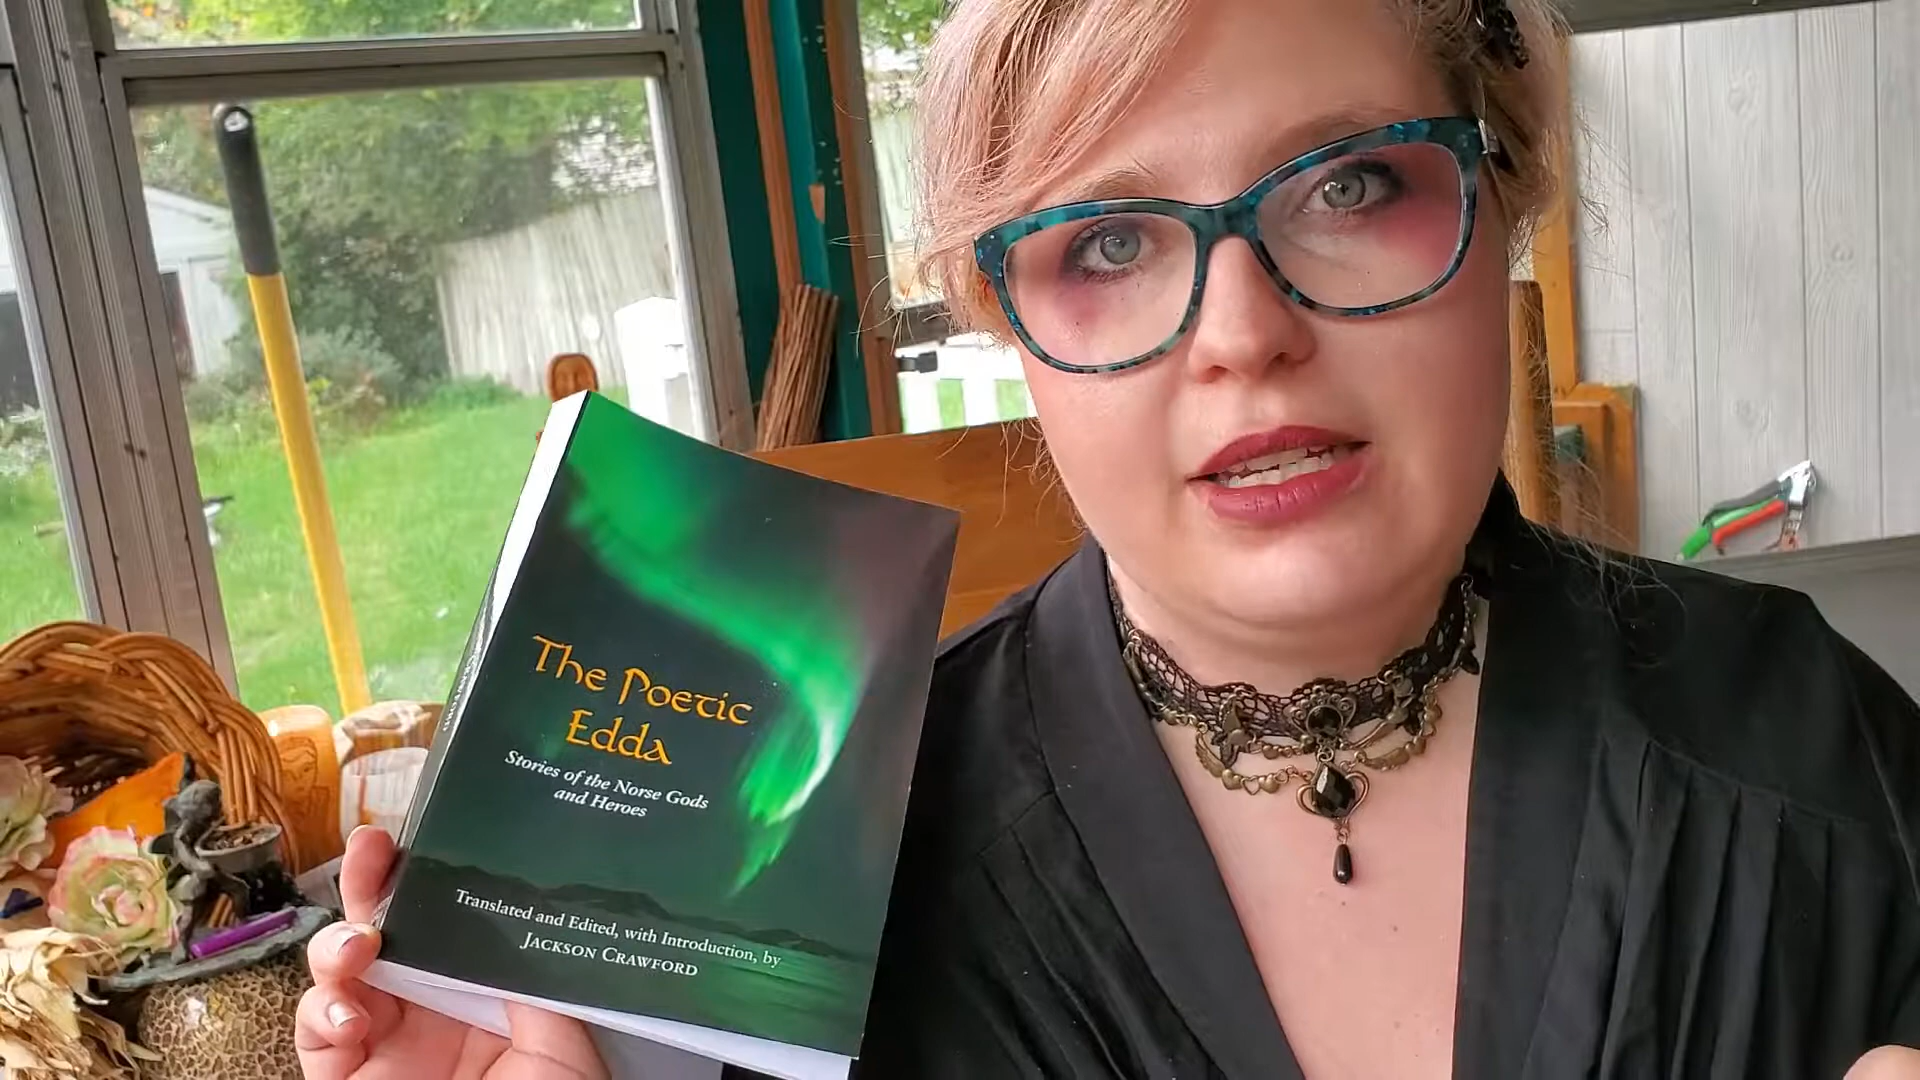 The Poetic
Edda
Stories of the Norse Gods
and Heroes
Translated and Edited, with Introduction, by
JACKSON CRAWFORD